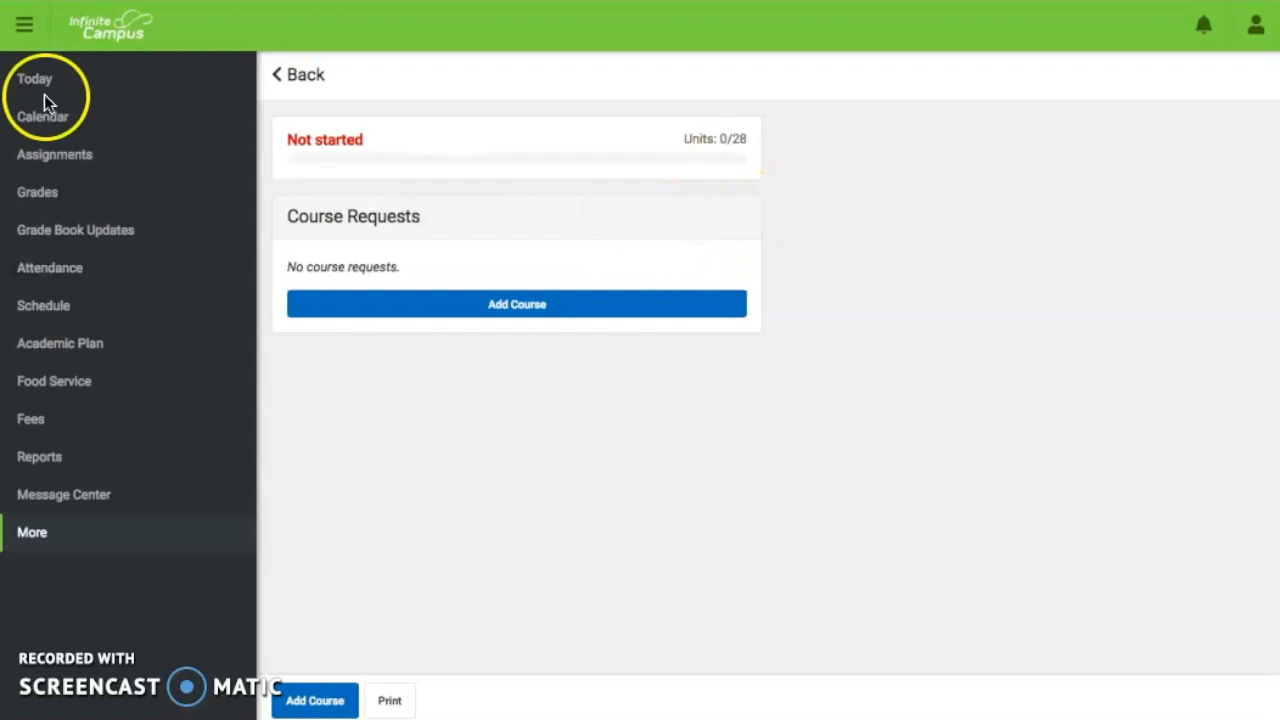 Infinite
Campus
Today
Calendar
Assignments
Grades
Grade Book Updates
Attendance
Schedule
Academic Plan
Food Service
Fees
Reports
Message Center
More
RECORDED WITH
SCREENCAST MATIC
Back
Not started
Units: 0/28
Course Requests
No course requests.
Add Course
Add Course
Print